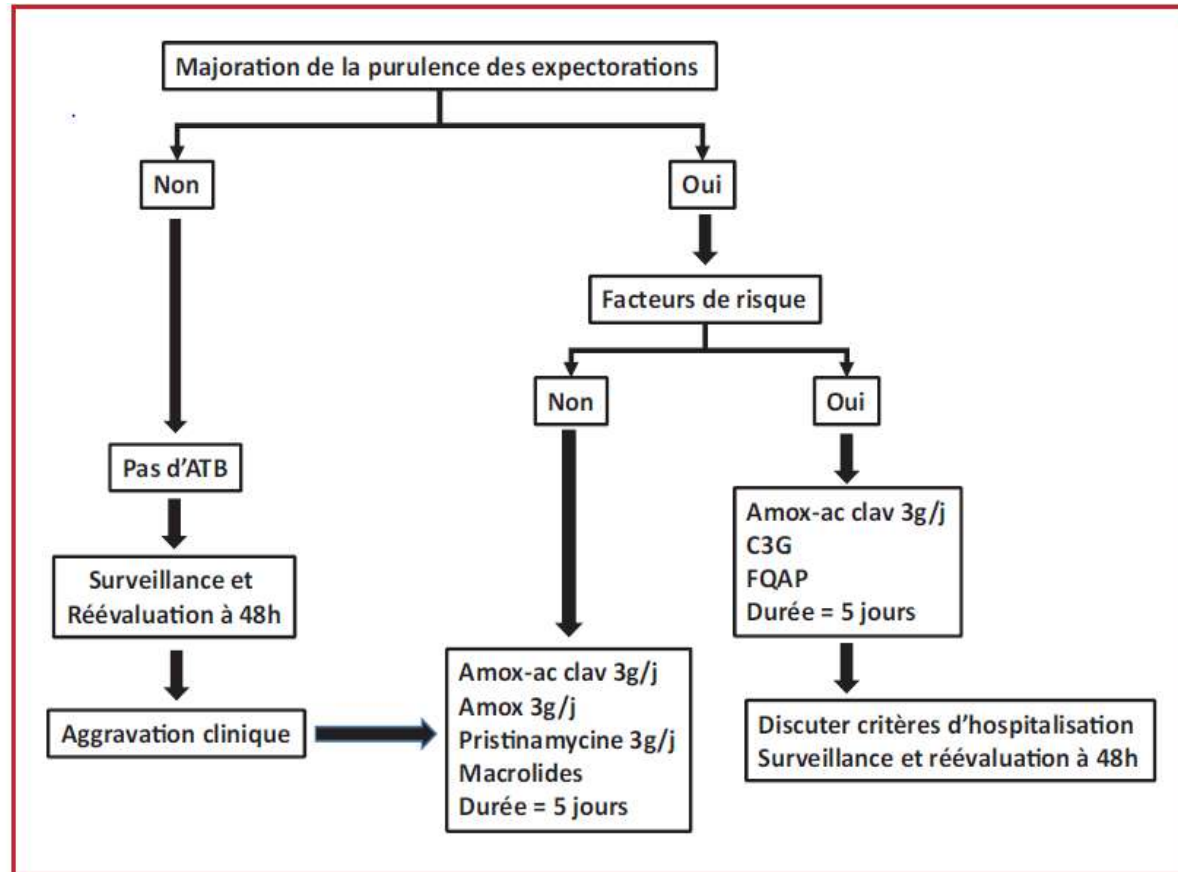 Majoration de la purulence des expectorations
Non
Oui
Facteurs de risque
Non
Oui
Pas d'ATB
Amox-ac clav 3g/j
C3G
FQAP
Durée = 5 jours
Surveillance et
Réévaluation à 48h
Amox-ac clav 3g/j
Amox 3g/j
Pristinamycine 3g/j
Macrolides
Durée = 5 jours
Aggravation clinique
Discuter critères d'hospitalisation
Surveillance et réévaluation à 48h